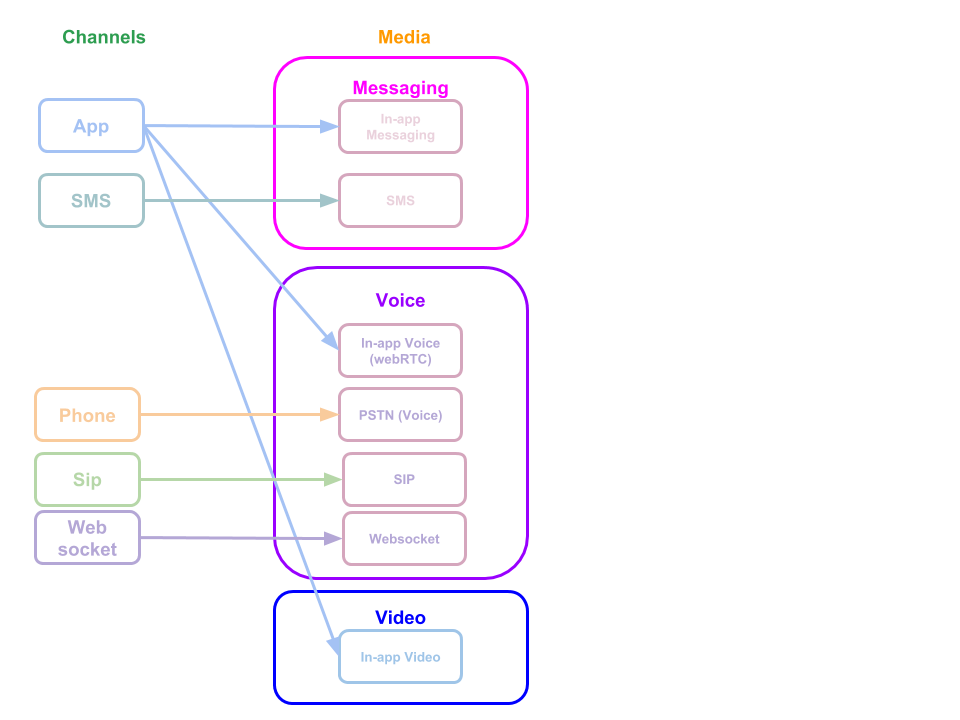 Channels
Media
Messaging
App
In-app
Messaging
SMS
SMS
Voice
In-app Voice
(webRTC)
Phone
PSTN (Voice)
Sip
SIP
Web
socket
Websocket
Video
In-app Video